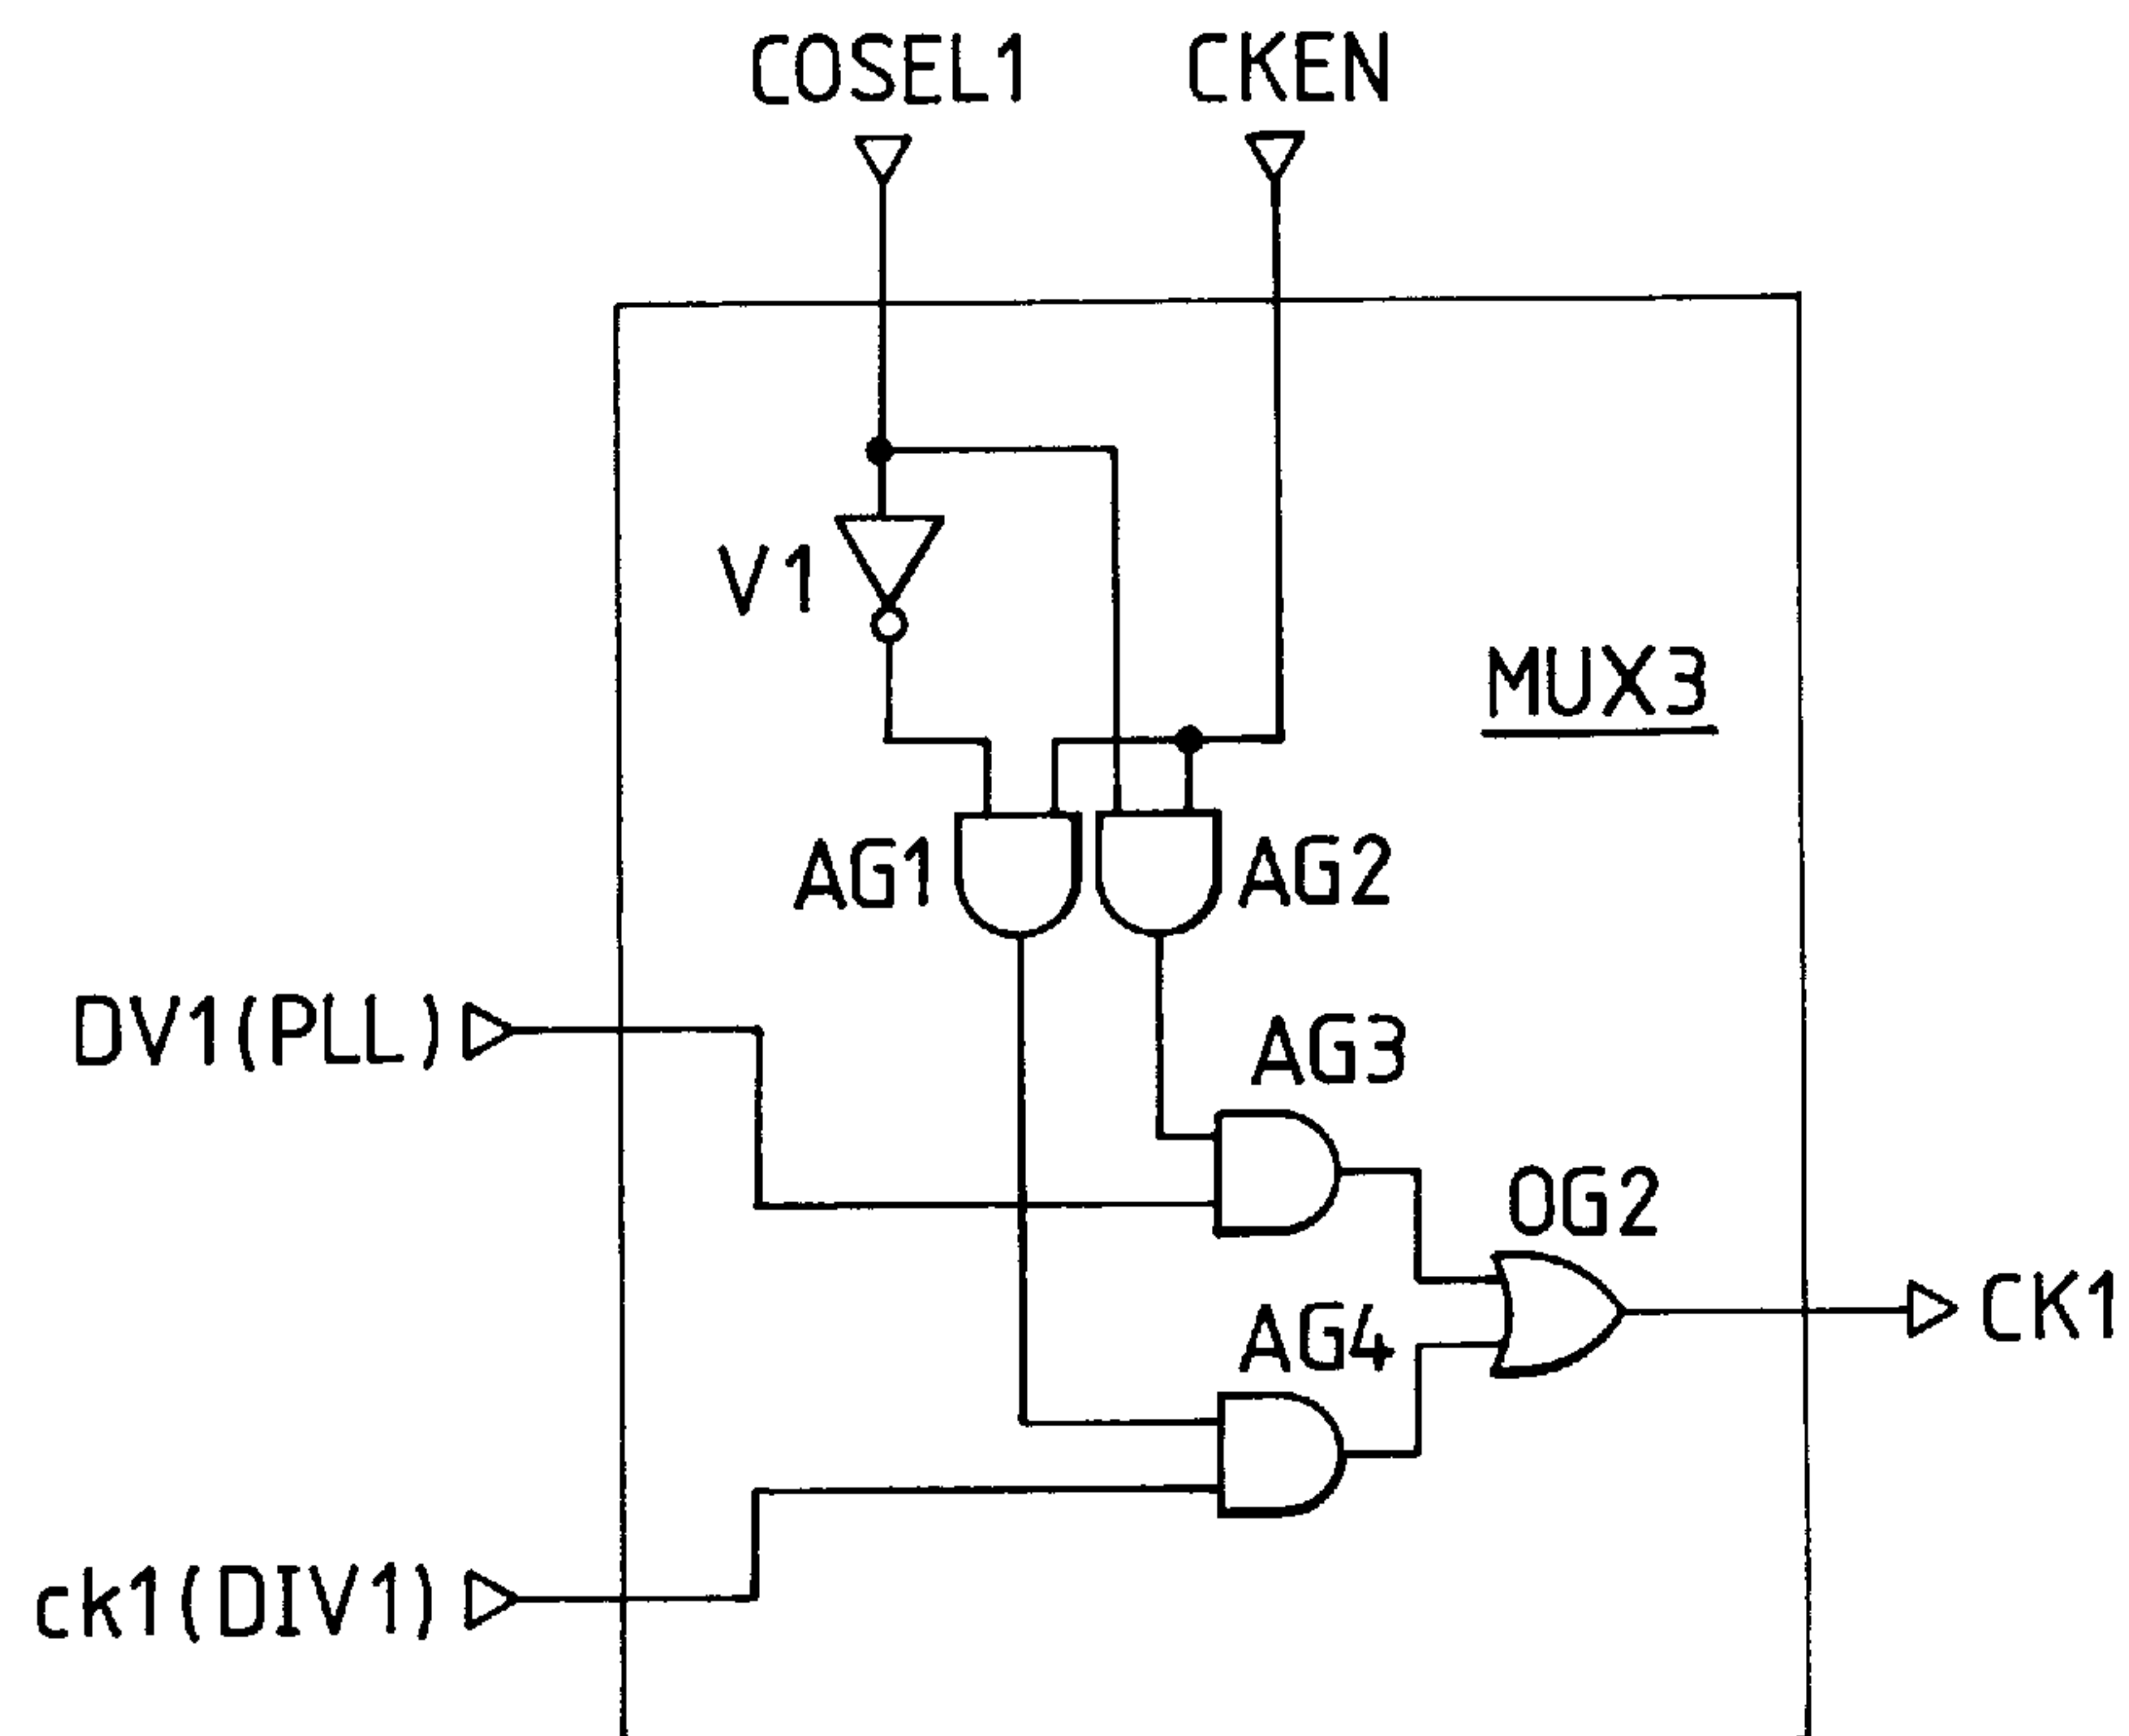 COSEL1 CKEN
V1
MUX3
AG1 AG2
DV1(PLL)
AG3
OG2
CK1
AG4
ck1(DIV1)